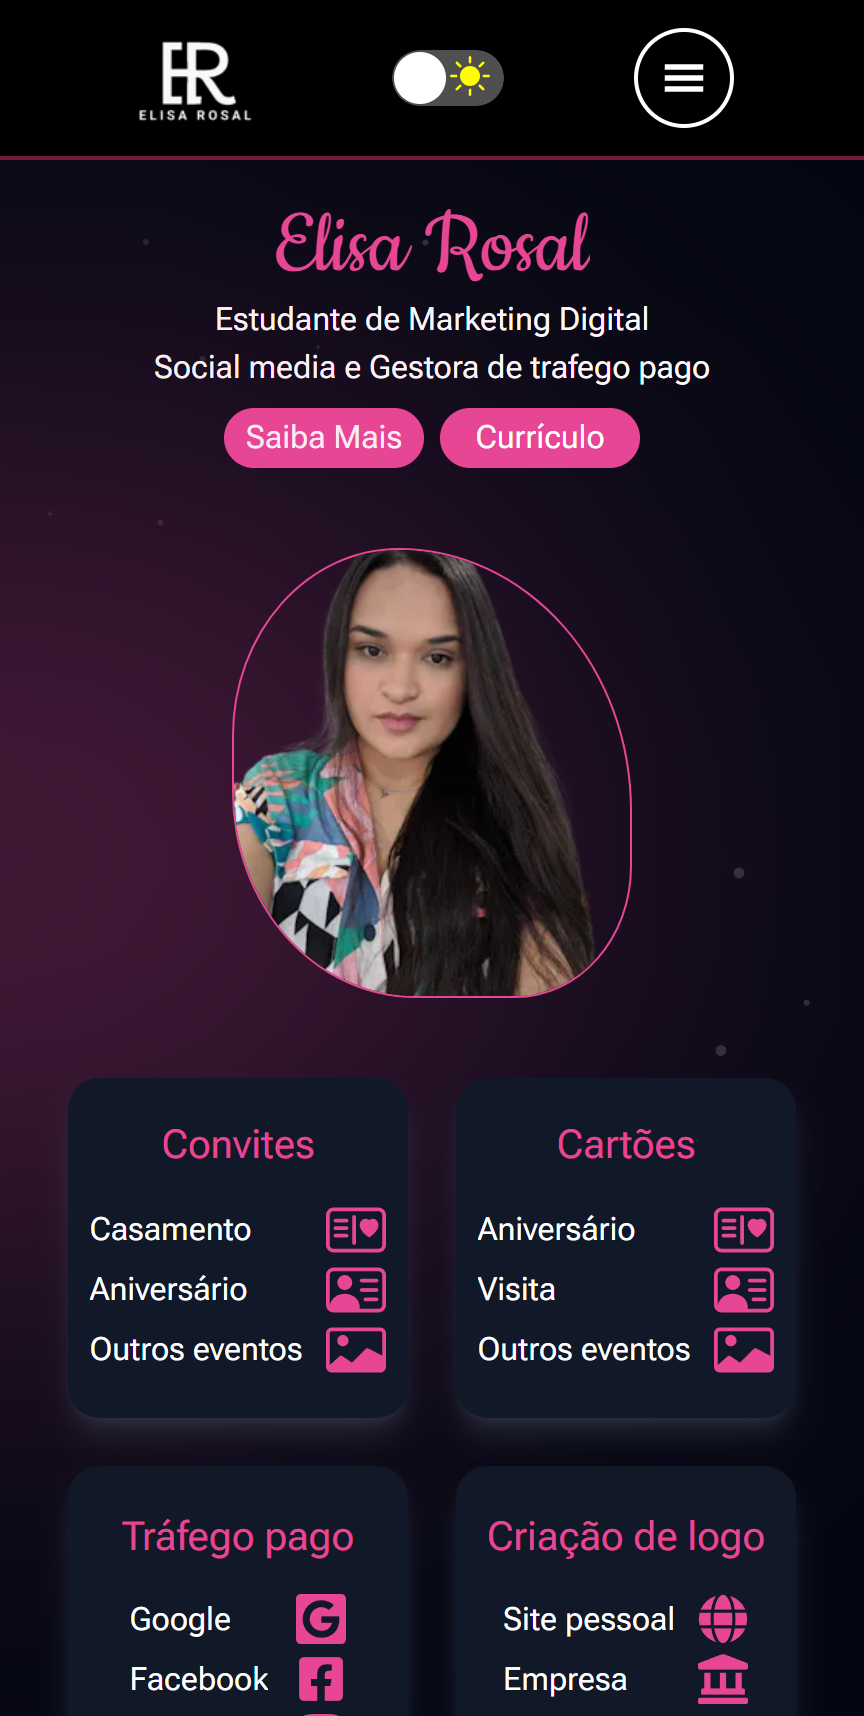 ER
ELISA ROSAL
Elisa Rosal
Estudante de Marketing Digital
Social media e Gestora de trafego pago
Saiba Mais
Currículo
Convites
Casamento
Aniversário
Outros eventos
Cartões
Aniversário
Visita
Outros eventos
Tráfego pago
Google
Facebook
Criação de logo
Site pessoal
Empresa